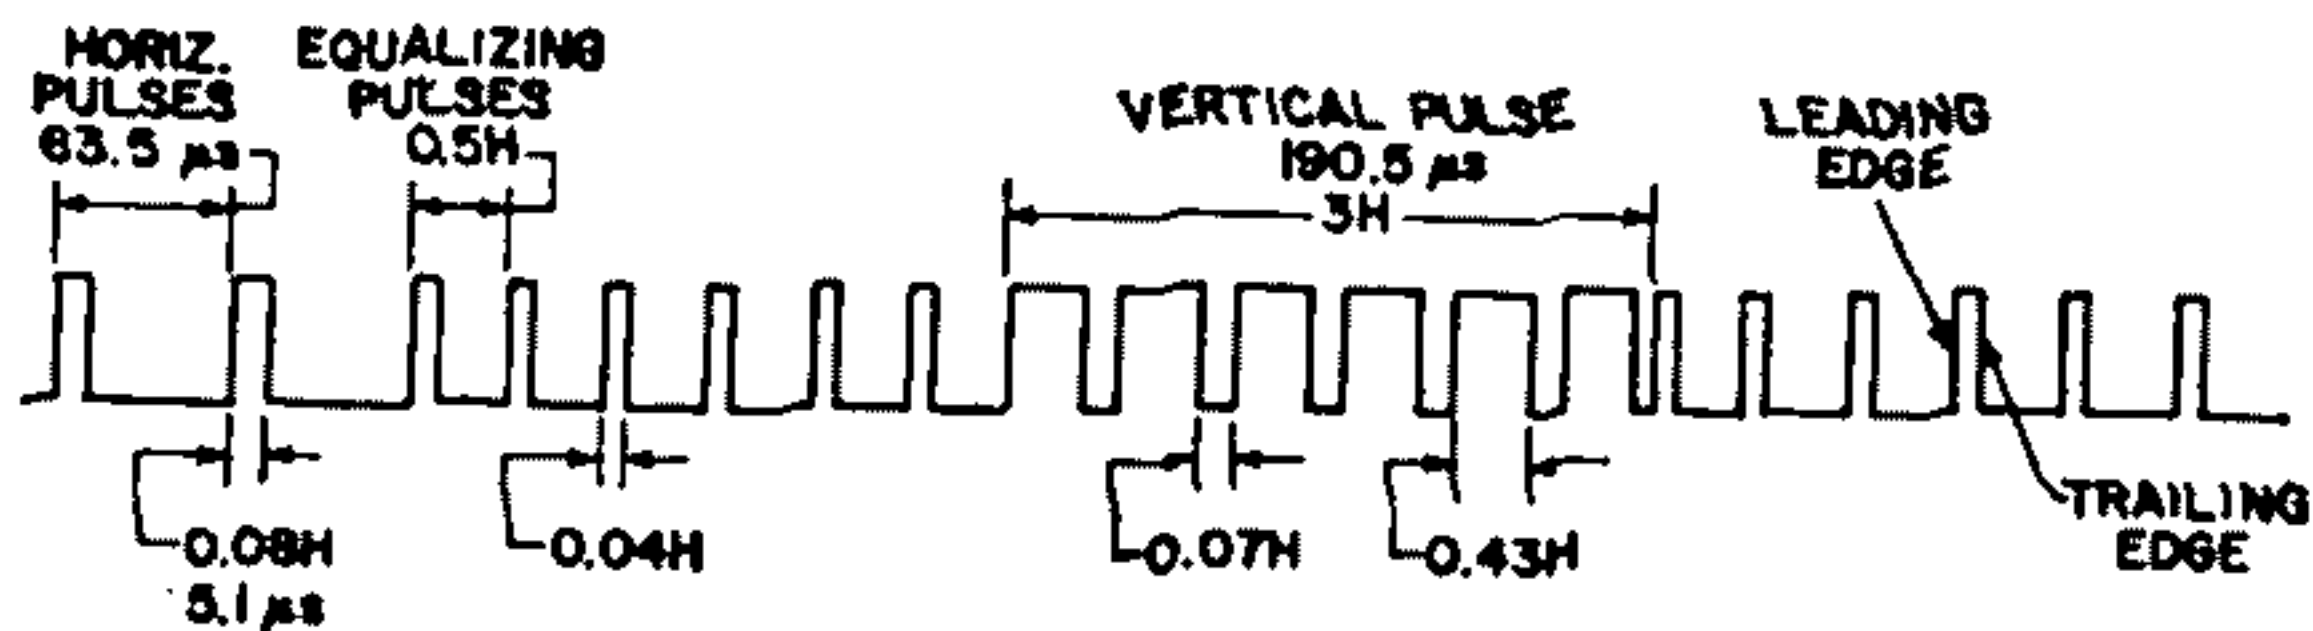 HORIZ.
PULSES
63.5 µs
EQUALIZING
PULSES
0.5H
VERTICAL PULSE
190.5 µs
3H
LEADING
EDGE
0.08H
5.1 µs
0.04H
0.07H
0.43H
TRAILING
EDGE